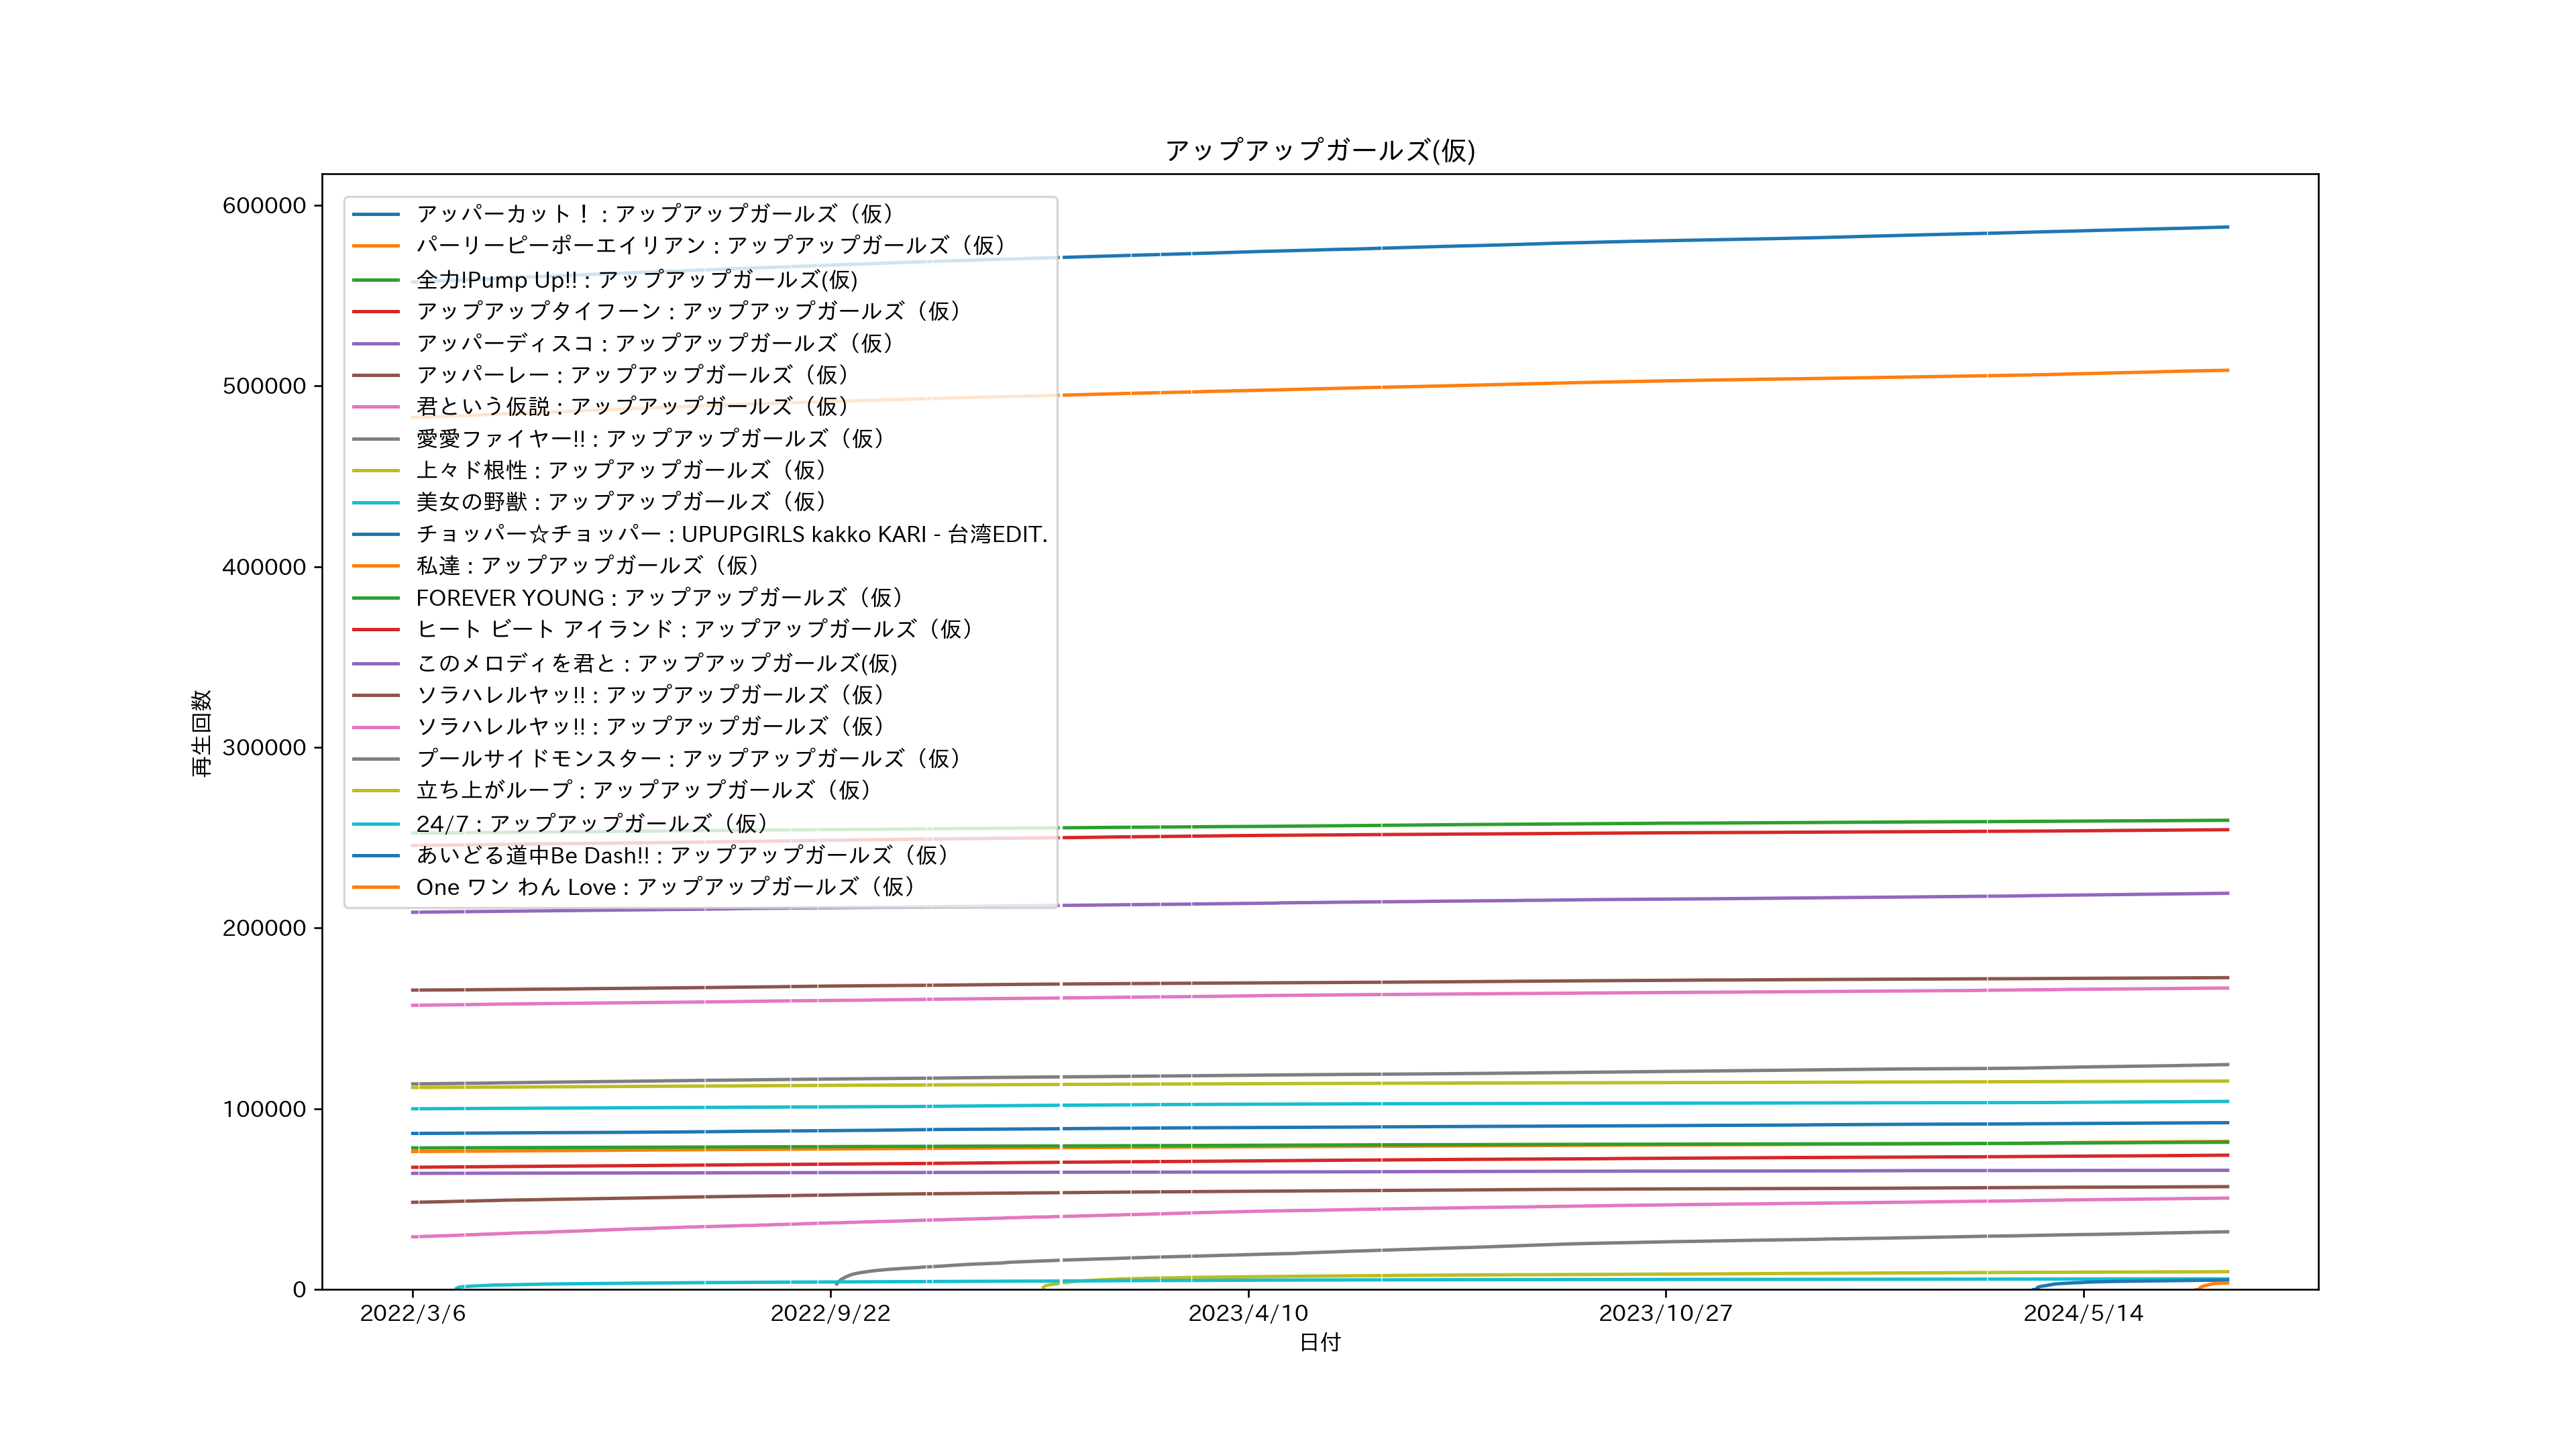 アップアップガールズ(仮)
600000
500000
400000
300000
200000
100000
0
再生回数
アッパーカット！ : アップアップガールズ（仮）
パーリーピーポーエイリアン : アップアップガールズ（仮）
全力!Pump Up!! : アップアップガールズ(仮)
アップアップタイフーン : アップアップガールズ（仮）
アッパーディスコ : アップアップガールズ（仮）
アッパーレー : アップアップガールズ（仮）
君という仮説 : アップアップガールズ（仮）
愛愛ファイヤー!! : アップアップガールズ（仮）
上々ド根性 : アップアップガールズ（仮）
美女の野獣 : アップアップガールズ（仮）
チョッパー☆チョッパー : UPUPGIRLS kakko KARI - 台湾EDIT.
私達 : アップアップガールズ（仮）
FOREVER YOUNG : アップアップガールズ（仮）
ヒート ビート アイランド : アップアップガールズ（仮）
このメロディを君と : アップアップガールズ(仮)
ソラハレルヤッ!! : アップアップガールズ（仮）
ソラハレルヤッ!! : アップアップガールズ（仮）
プールサイドモンスター : アップアップガールズ（仮）
立ち上がループ : アップアップガールズ（仮）
24/7 : アップアップガールズ（仮）
あいどる道中Be Dash!! : アップアップガールズ（仮）
One ワン わん Love : アップアップガールズ（仮）
2022/3/6
2022/9/22
2023/4/10
2023/10/27
2024/5/14
日付